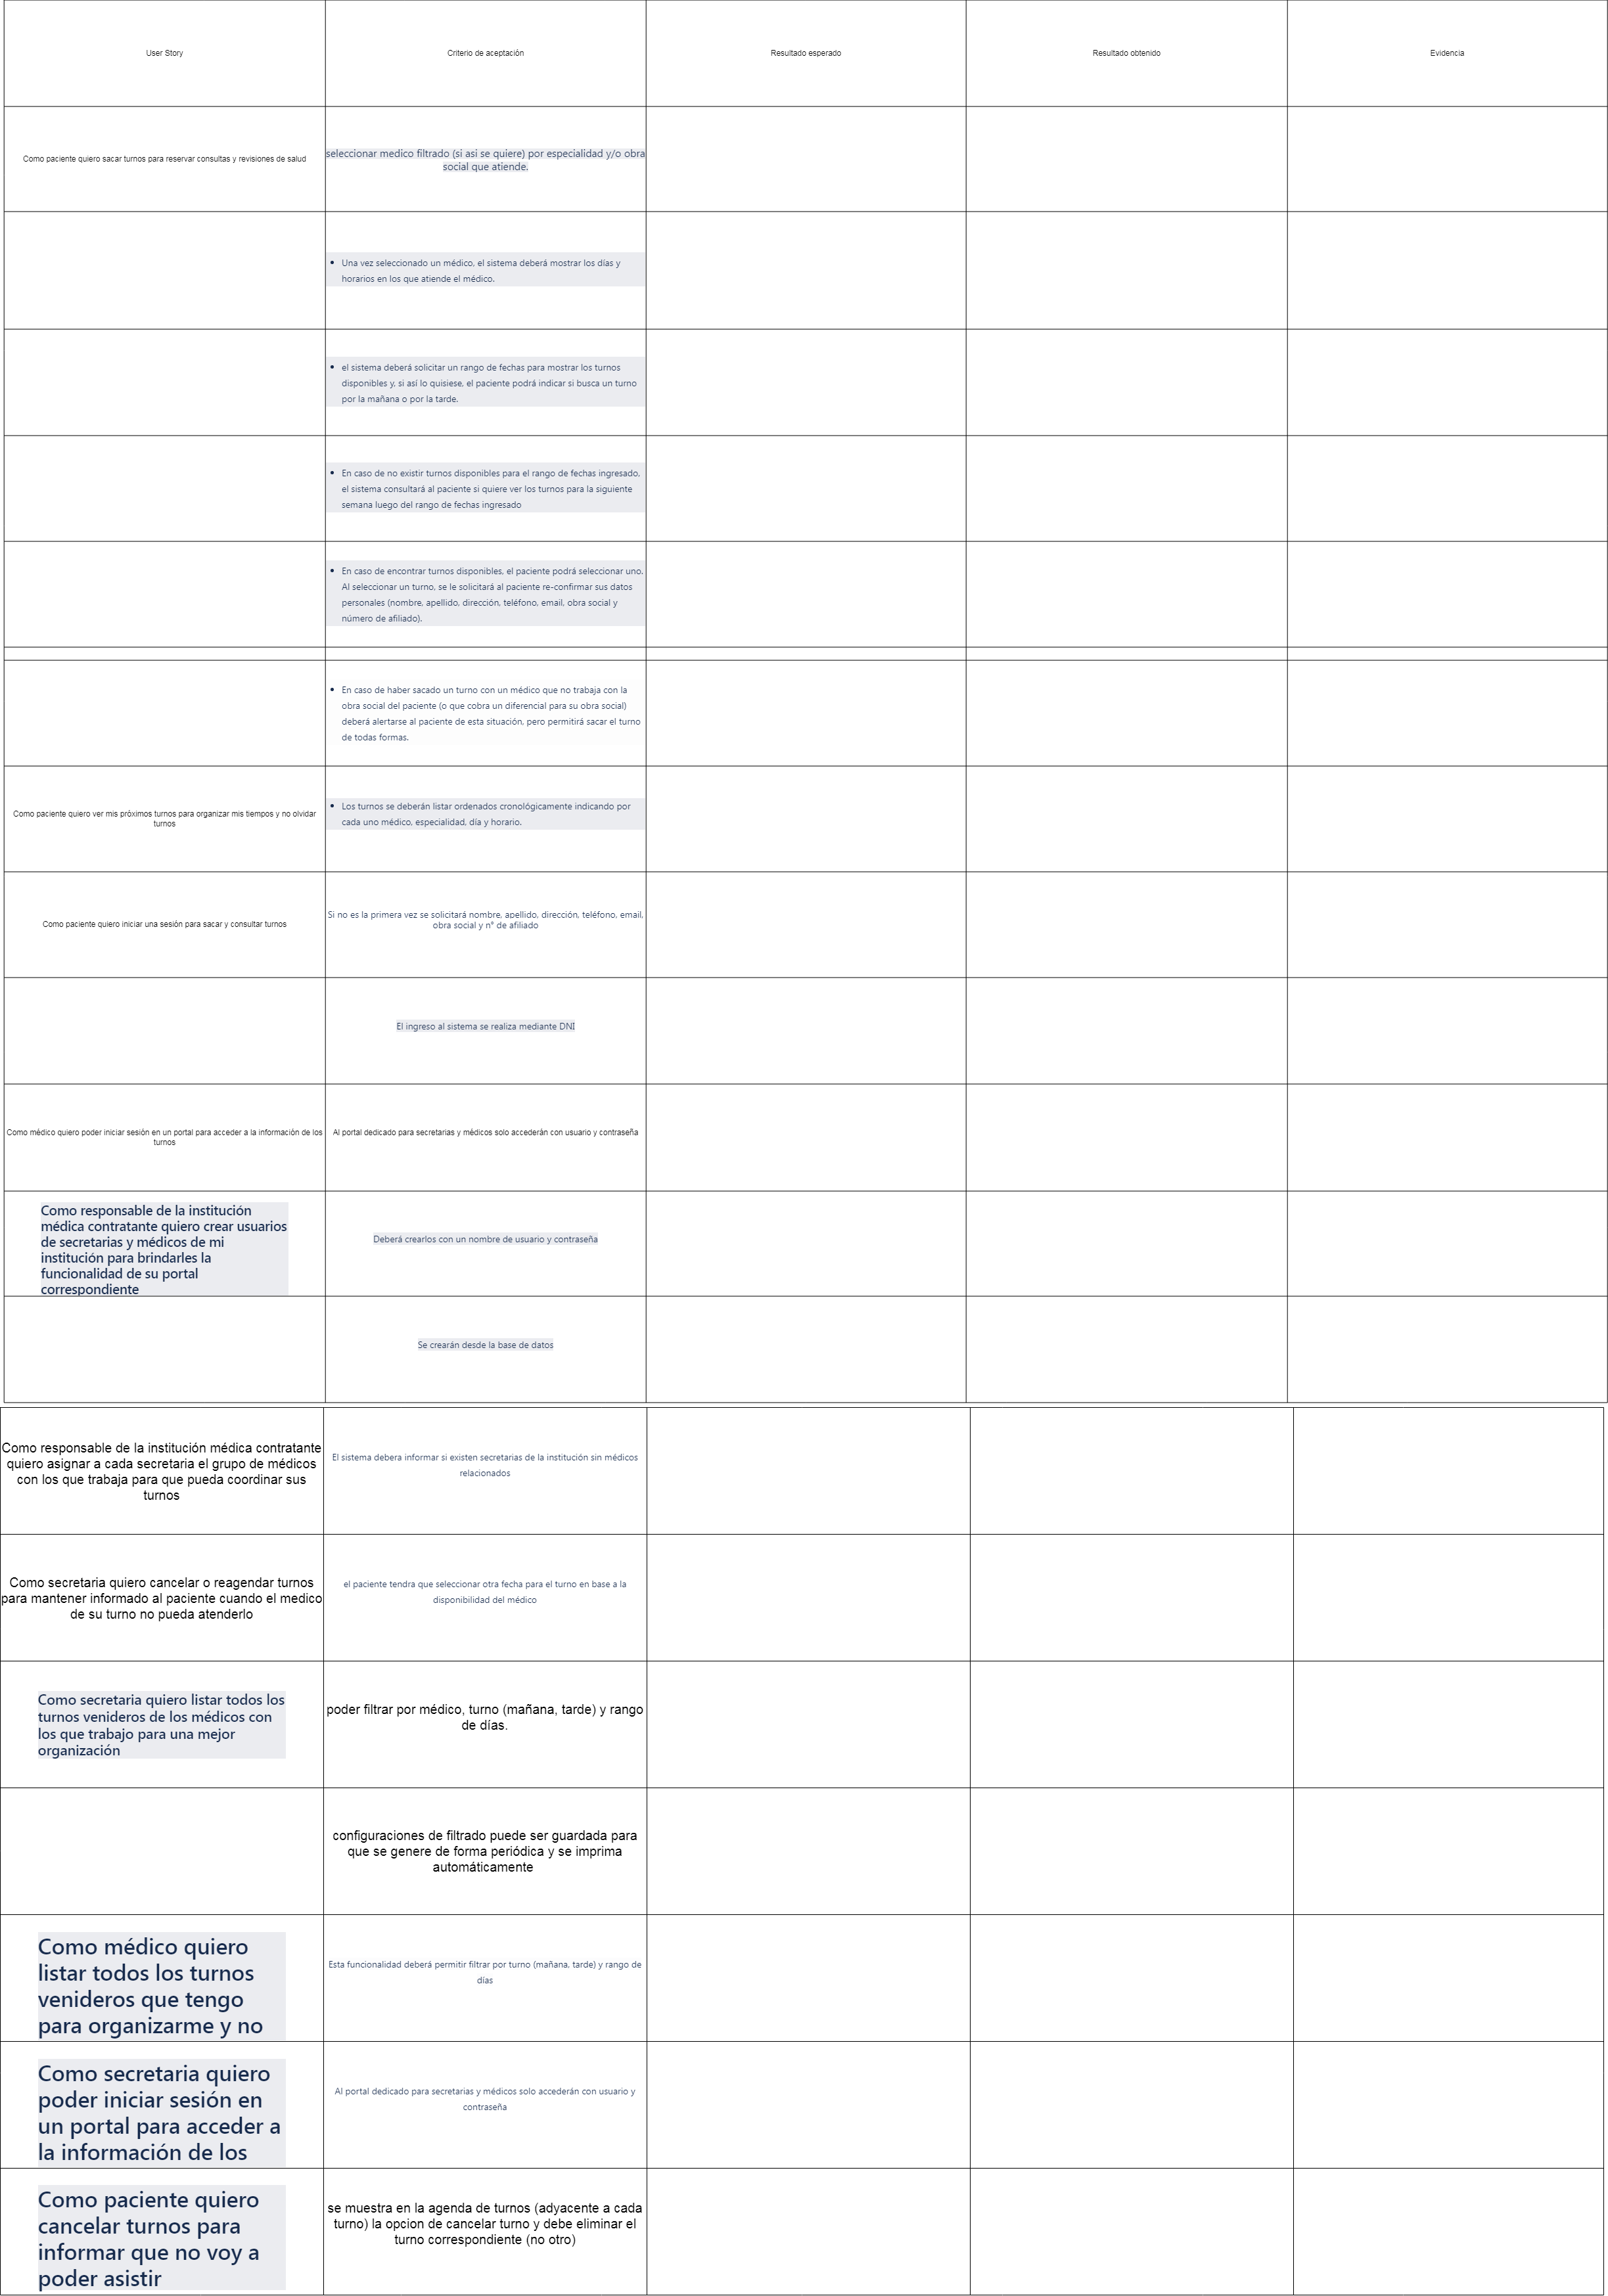 User Story
Criterio de aceptación
Resultado esperado
Resultado obtenido
Evidencia
Como paciente quiero sacar turnos para reservar consultas y revisiones de salud
seleccionar medico filtrado (si asi se quiere) por especialidad y/o obra
social que atiende.
• Una vez seleccionado un médico, el sistema deberá mostrar los días y
horarios en los que atiende el médico.
• el sistema deberá solicitar un rango de fechas para mostrar los turnos
disponibles y, si así lo quisiese, el paciente podrá indicar si busca un turno
por la mañana o por la tarde.
• En caso de no existir turnos disponibles para el rango de fechas ingresado,
el sistema consultará al paciente si quiere ver los turnos para la siguiente
semana luego del rango de fechas ingresado
• En caso de encontrar turnos disponibles, el paciente podrá seleccionar uno.
Al seleccionar un turno, se le solicitará al paciente re-confirmar sus datos
personales (nombre, apellido, dirección, teléfono, email, obra social y
número de afiliado).
• En caso de haber sacado un turno con un médico que no trabaja con la
obra social del paciente (o que cobra un diferencial para su obra social)
deberá alertarse al paciente de esta situación, pero permitirá sacar el turno
de todas formas.
Como paciente quiero ver mis próximos turnos para organizar mis tiempos y no olvidar
turnos
• Los turnos se deberán listar ordenados cronológicamente indicando por
cada uno médico, especialidad, día y horario.
Como paciente quiero iniciar una sesión para sacar y consultar turnos
Si no es la primera vez se solicitará nombre, apellido, dirección, teléfono, email,
obra social y n° de afiliado
El ingreso al sistema se realiza mediante DNI
Como médico quiero poder iniciar sesión en un portal para acceder a la información de los
turnos
Al portal dedicado para secretarias y médicos solo accederán con usuario y contraseña
Como responsable de la institución
médica contratante quiero crear usuarios
de secretarias y médicos de mi
institución para brindarles la
funcionalidad de su portal
correspondiente
Deberá crearlos con un nombre de usuario y contraseña
Se crearán desde la base de datos
Como responsable de la institución médica contratante
quiero asignar a cada secretaria el grupo de médicos
con los que trabaja para que pueda coordinar sus
turnos
El sistema debera informar si existen secretarias de la institución sin médicos
relacionados
Como secretaria quiero cancelar o reagendar turnos
para mantener informado al paciente cuando el medico
de su turno no pueda atenderlo
el paciente tendra que seleccionar otra fecha para el turno en base a la
disponibilidad del médico
Como secretaria quiero listar todos los
turnos venideros de los médicos con
los que trabajo para una mejor
organización
poder filtrar por médico, turno (mañana, tarde) y rango
de días.
configuraciones de filtrado puede ser guardada para
que se genere de forma periódica y se imprima
automáticamente
Como médico quiero
listar todos los turnos
venideros que tengo
para organizarme y no
Esta funcionalidad deberá permitir filtrar por turno (mañana, tarde) y rango de
días
Como secretaria quiero
poder iniciar sesión en
un portal para acceder a
la información de los
Al portal dedicado para secretarias y médicos solo accederán con usuario y
contraseña
Como paciente quiero
cancelar turnos para
informar que no voy a
poder asistir
se muestra en la agenda de turnos (adyacente a cada
turno) la opcion de cancelar turno y debe eliminar el
turno correspondiente (no otro)